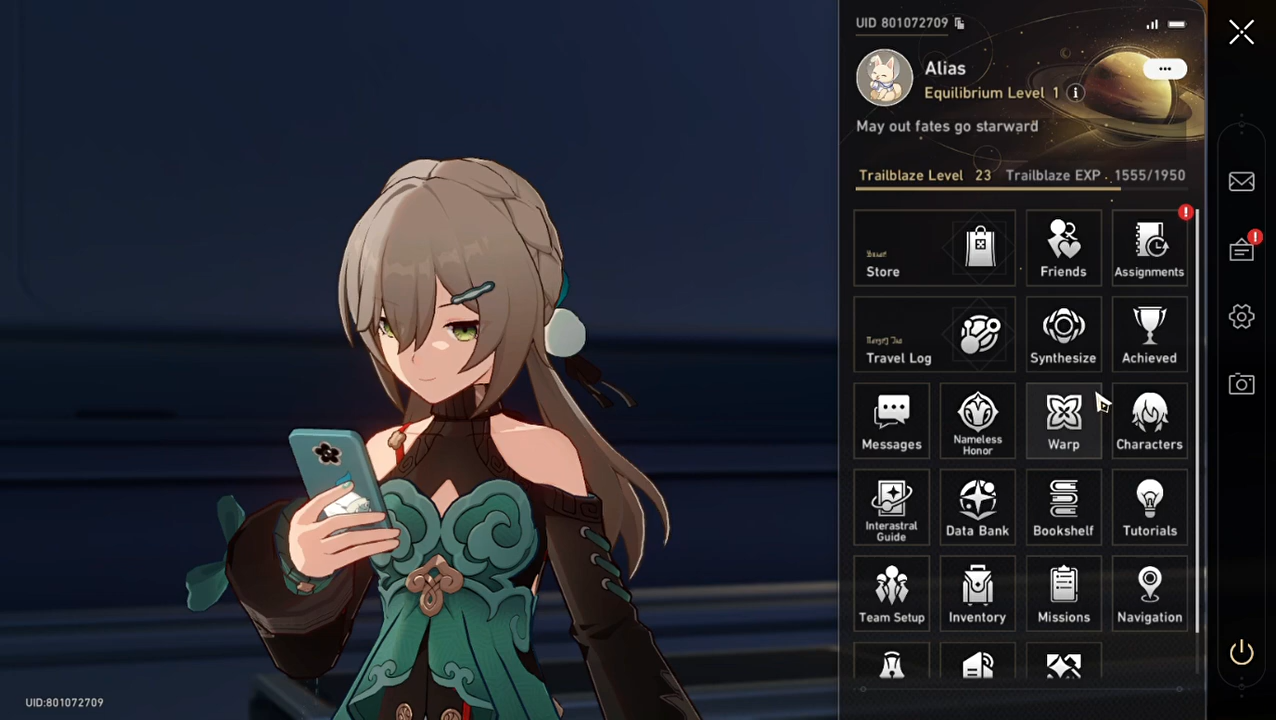 UID 801072709
Alias
Equilibrium Level 1
May out fates go starward
Trailblaze Level 23 Trailblaze EXP 1555/1950
Store
Friends
Assignments
Travel Log
Synthesize
Achieved
Messages
Nameless
Honor
Warp
Characters
Interastral
Guide
Data Bank
Bookshelf
Tutorials
Team Setup
Inventory
Missions
Navigation
UID:801072709